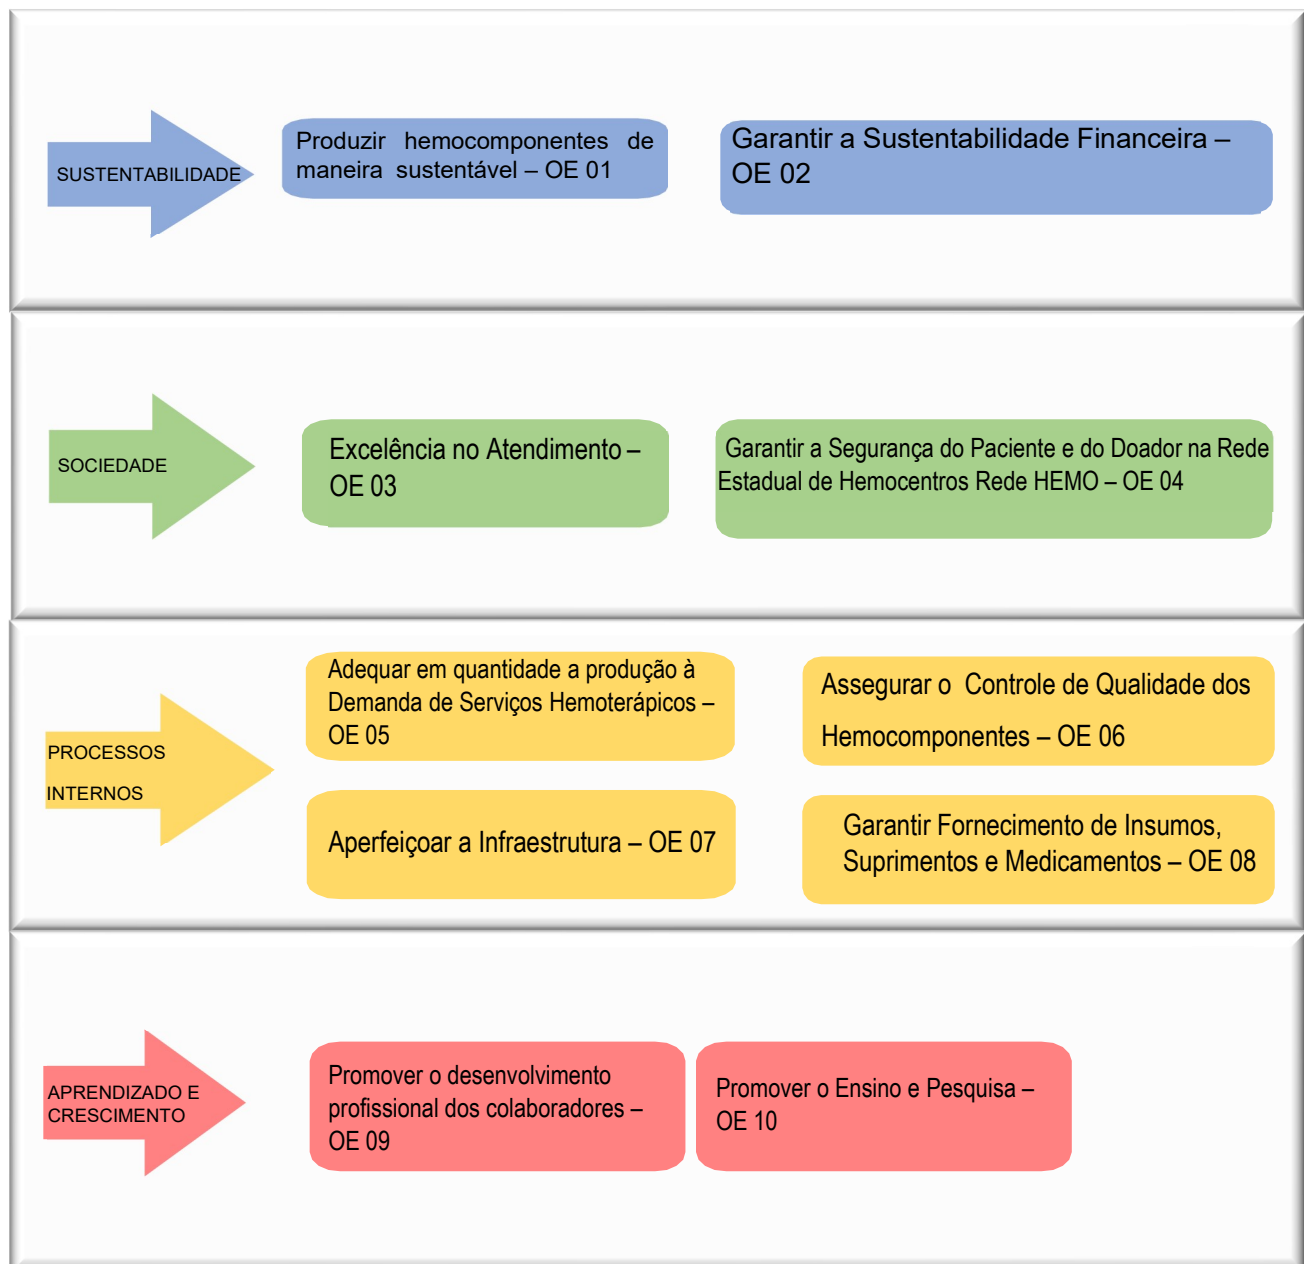 SUSTENTABILIDADE
Produzir hemocomponentes de
maneira sustentável – OE 01
Garantir a Sustentabilidade Financeira –
OE 02
SOCIEDADE
Excelência no Atendimento –
OE 03
Garantir a Segurança do Paciente e do Doador na Rede
Estadual de Hemocentros Rede HEMO – OE 04
PROCESSOS
INTERNOS
Adequar em quantidade a produção à
Demanda de Serviços Hemoterápicos –
OE 05
Assegurar o Controle de Qualidade dos
Hemocomponentes – OE 06
Aperfeiçoar a Infraestrutura – OE 07
Garantir Fornecimento de Insumos,
Suprimentos e Medicamentos – OE 08
APRENDIZADO E
CRESCIMENTO
Promover o desenvolvimento
profissional dos colaboradores –
OE 09
Promover o Ensino e Pesquisa –
OE 10